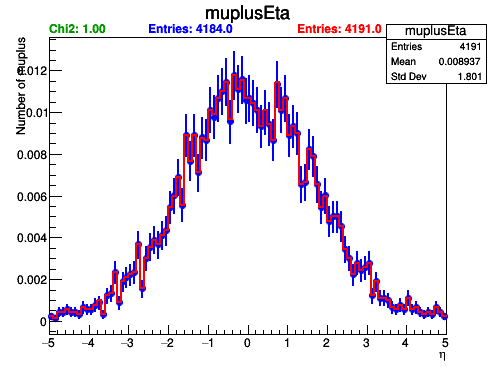 muplusEta
Chi2: 1.00 Entries: 4184.0 Entries: 4191.0
muplusEta
Entries 4191
Mean 0.008937
Std Dev 1.801
Number of muplus
0.012
0.01
0.008
0.006
0.004
0.002
0
−5 −4 −3 −2 −1 0 1 2 3 4 5
η